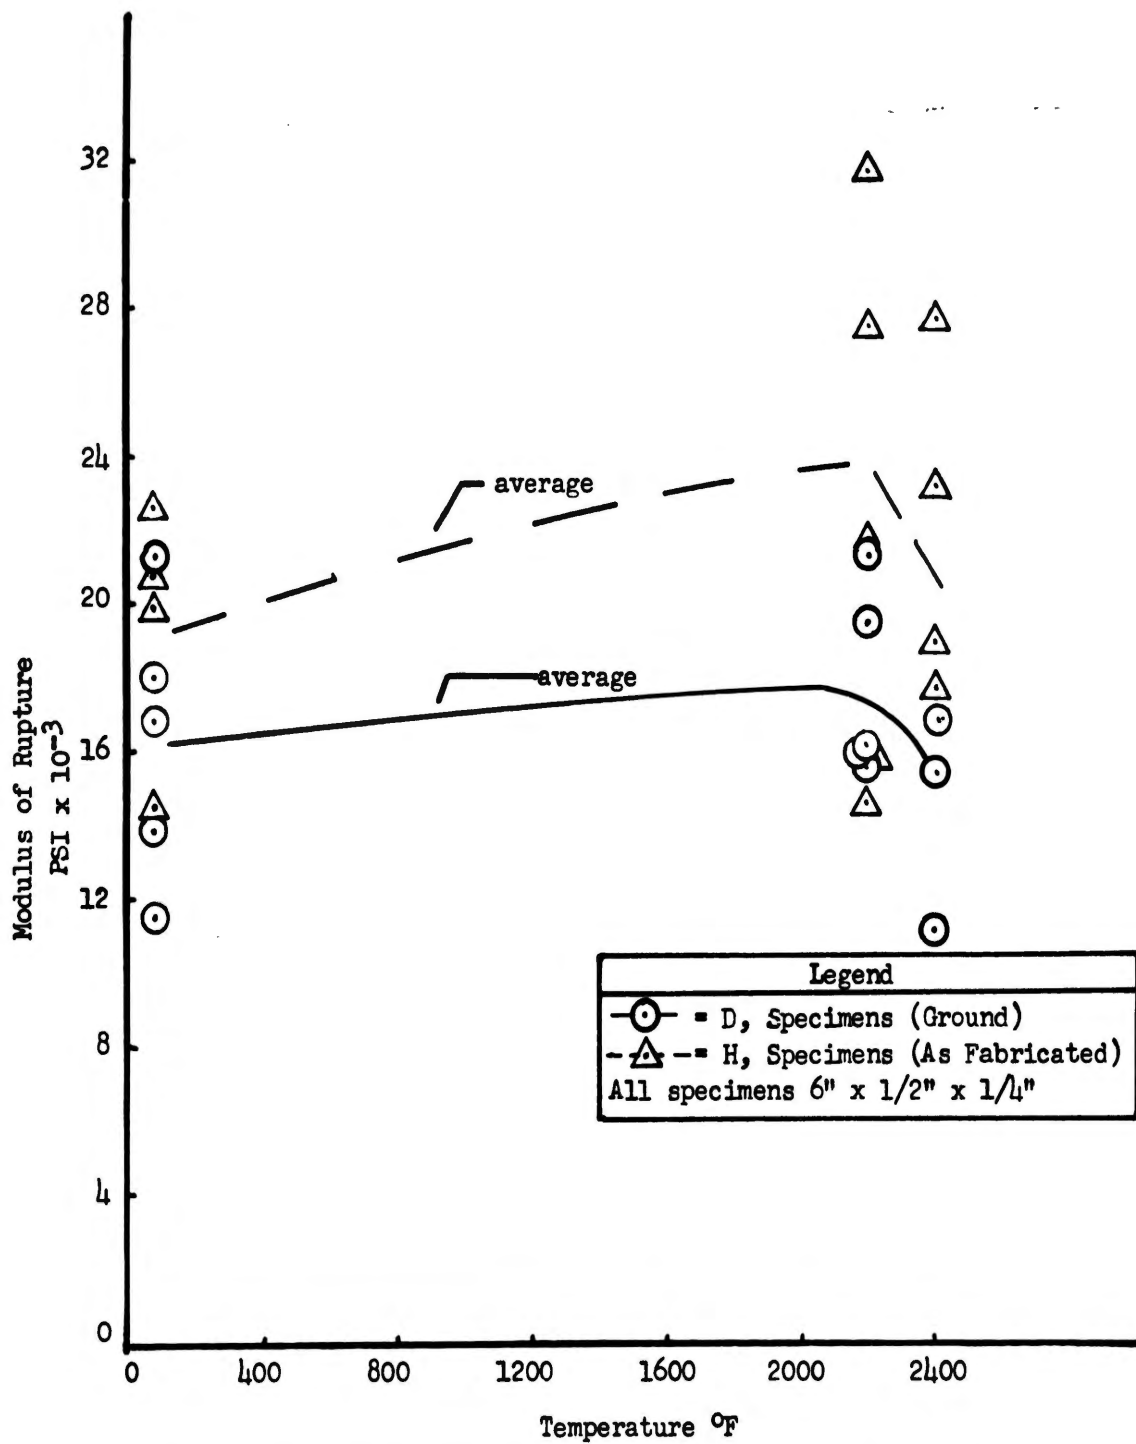 32
28
24
20
16
12
8
4
0
Modulus of Rupture
PSI x 10⁻³
average
average
Legend
= D, Specimens (Ground)
= H, Specimens (As Fabricated)
All specimens 6" x 1/2" x 1/4"
0 400 800 1200 1600 2000 2400
Temperature °F